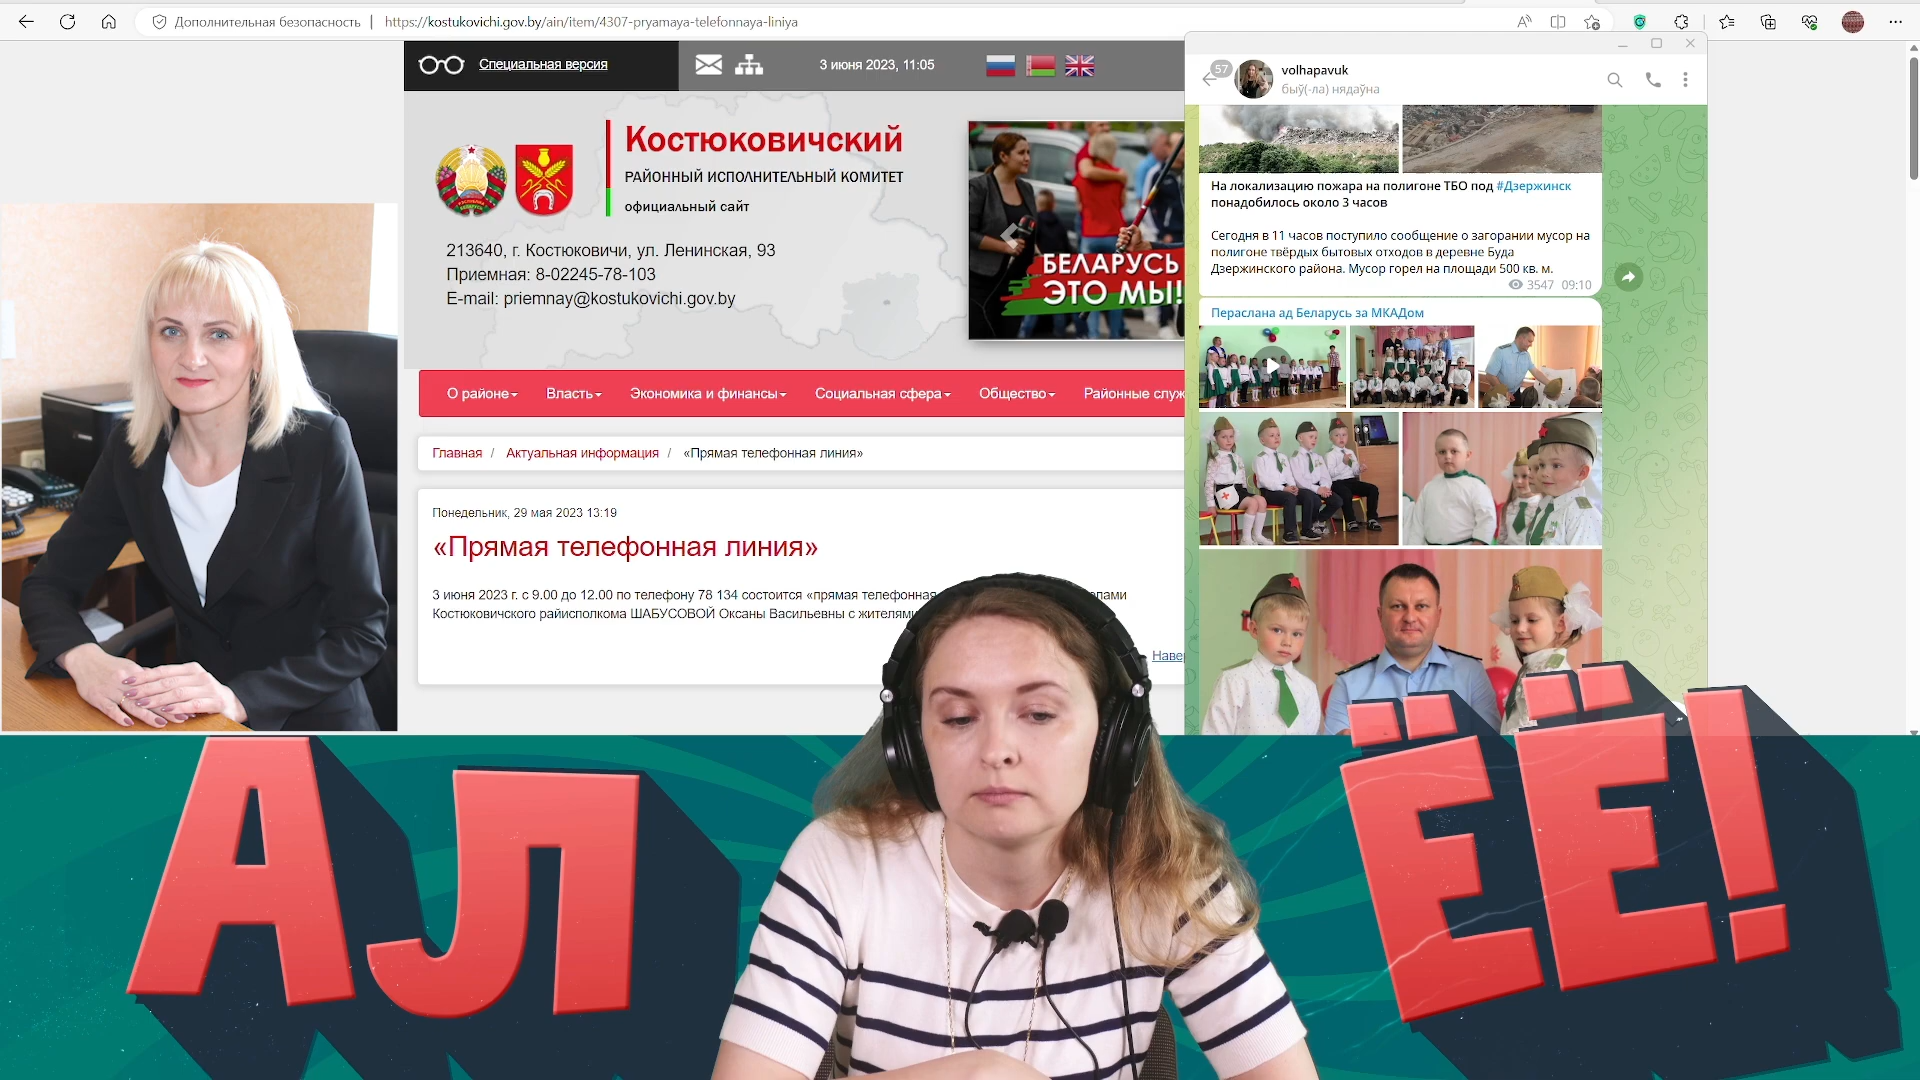 Дополнительная безопасность
https://kostukovichi.gov.by/ain/item/4307-pryamaya-telefonnaya-liniya
Специальная версия
3 июня 2023, 11:05
Костюковичский
РАЙОННЫЙ ИСПОЛНИТЕЛЬНЫЙ КОМИТЕТ
официальный сайт
213640, г. Костюковичи, ул. Ленинская, 93
Приемная: 8-02245-78-103
E-mail: priemnay@kostukovichi.gov.by
БЕЛАРУСЬ
ЭТО МЫ!
О районе
Власть
Экономика и финансы
Социальная сфера
Общество
Районные служ
Главная / Актуальная информация / «Прямая телефонная линия»
Понедельник, 29 мая 2023 13:19
«Прямая телефонная линия»
3 июня 2023 г. с 9.00 до 12.00 по телефону 78 134 состоится «прямая телефонная
Костюковичского райисполкома ШАБУСОВОЙ Оксаны Васильевны с жителями
Навер
57
volhapavuk
быў(-ла) нядаўна
На локализацию пожара на полигоне ТБО под #Дзержинск
понадобилось около 3 часов
Сегодня в 11 часов поступило сообщение о загорании мусор на
полигоне твёрдых бытовых отходов в деревне Буда
Дзержинского района. Мусор горел на площади 500 кв. м.
3547 09:10
Пераслана ад Беларусь за МКАДом
АЛ ЁЁ!